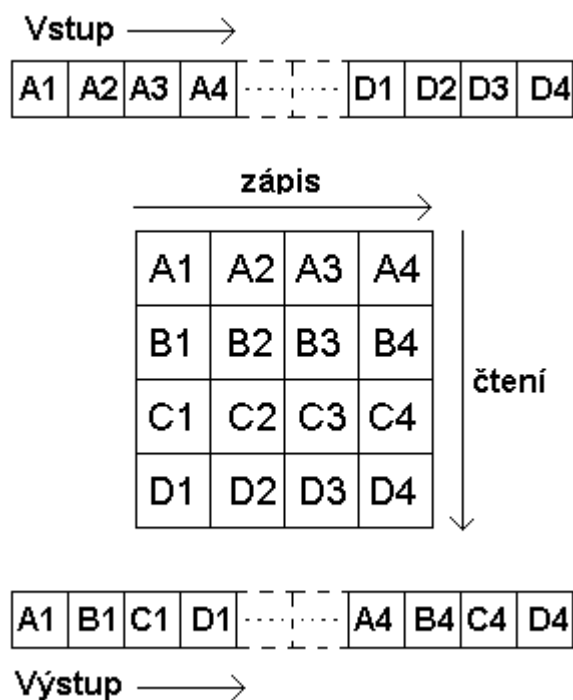 Vstup
A1 A2 A3 A4 D1 D2 D3 D4
zápis
A1 A2 A3 A4
B1 B2 B3 B4
čtení
C1 C2 C3 C4
D1 D2 D3 D4
A1 B1 C1 D1 A4 B4 C4 D4
Výstup